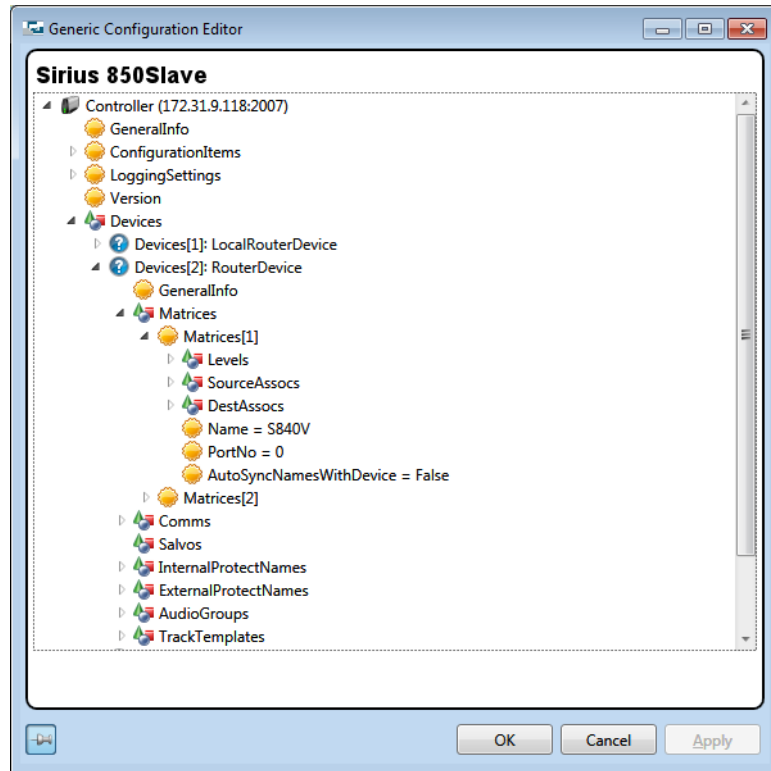 Generic Configuration Editor
Sirius 850Slave
Controller (172.31.9.118:2007)
GeneralInfo
ConfigurationItems
LoggingSettings
Version
Devices
Devices[1]: LocalRouterDevice
Devices[2]: RouterDevice
GeneralInfo
Matrices
Matrices[1]
Levels
SourceAssocs
DestAssocs
Name = S840V
PortNo = 0
AutoSyncNamesWithDevice = False
Matrices[2]
Comms
Salvos
InternalProtectNames
ExternalProtectNames
AudioGroups
TrackTemplates
OK Cancel Apply